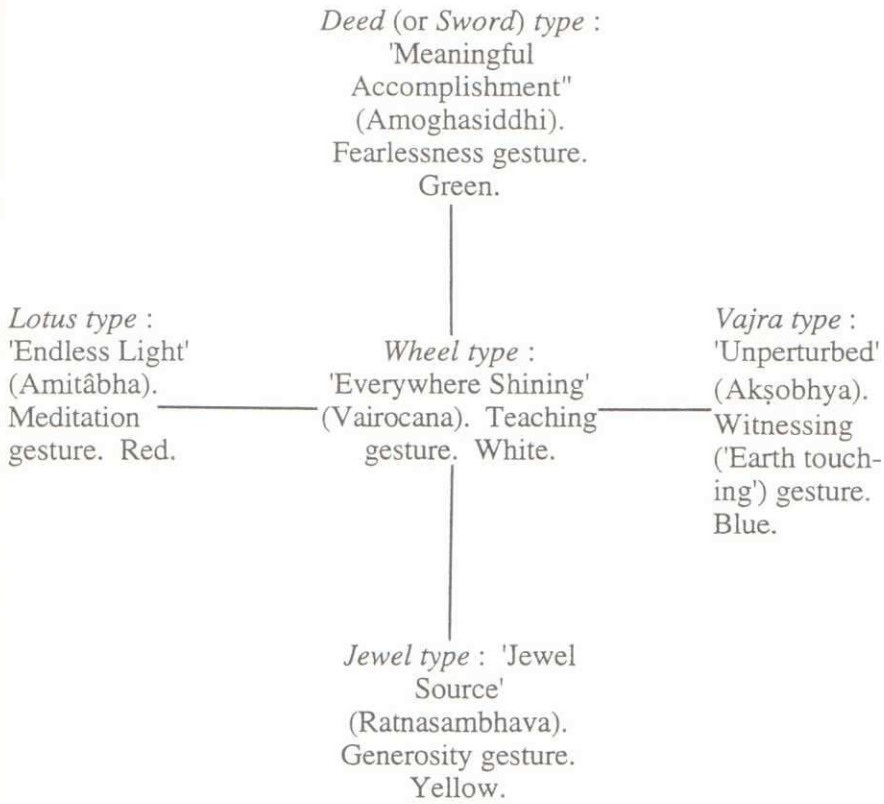 Deed (or Sword) type :
'Meaningful
Accomplishment"
(Amoghasiddhi).
Fearlessness gesture.
Green.
Lotus type :
'Endless Light'
(Amitâbha).
Meditation
gesture. Red.
Wheel type :
'Everywhere Shining'
(Vairocana). Teaching
gesture. White.
Vajra type :
'Unperturbed'
(Akṣobhya).
Witnessing
('Earth touch-
ing') gesture.
Blue.
Jewel type : 'Jewel
Source'
(Ratnasambhava).
Generosity gesture.
Yellow.